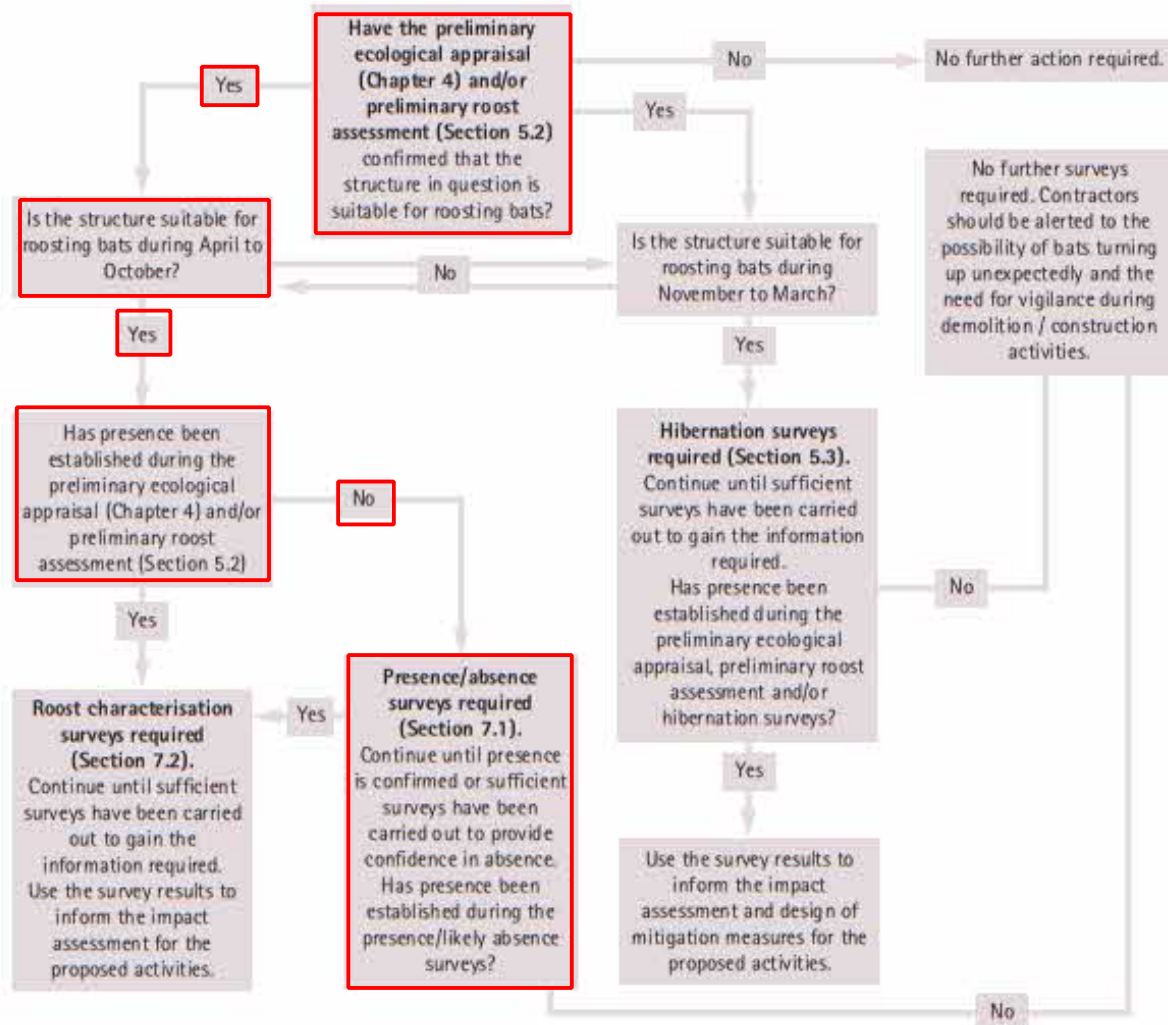 Have the preliminary
ecological appraisal
(Chapter 4) and/or
preliminary roost
assessment (Section 5.2)
confirmed that the
structure in question is
suitable for roosting bats?
No
No further action required.
Yes
Yes
Is the structure suitable for
roosting bats during April to
October?
No
Is the structure suitable for
roosting bats during
November to March?
No further surveys
required. Contractors
should be alerted to the
possibility of bats turning
up unexpectedly and the
need for vigilance during
demolition / construction
activities.
Yes
Yes
Has presence been
established during the
preliminary ecological
appraisal (Chapter 4) and/or
preliminary roost
assessment (Section 5.2)
No
Hibernation surveys
required (Section 5.3).
Continue until sufficient
surveys have been carried
out to gain the information
required.
Has presence been
established during the
preliminary ecological
appraisal, preliminary roost
assessment and/or
hibernation surveys?
No
Yes
Roost characterisation
surveys required
(Section 7.2).
Continue until sufficient
surveys have been carried
out to gain the
information required.
Use the survey results to
inform the impact
assessment for the
proposed activities.
Yes
Presence/absence
surveys required
(Section 7.1).
Continue until presence
is confirmed or sufficient
surveys have been
carried out to provide
confidence in absence.
Has presence been
established during the
presence/likely absence
surveys?
Yes
Use the survey results to
inform the impact
assessment and design of
mitigation measures for the
proposed activities.
No